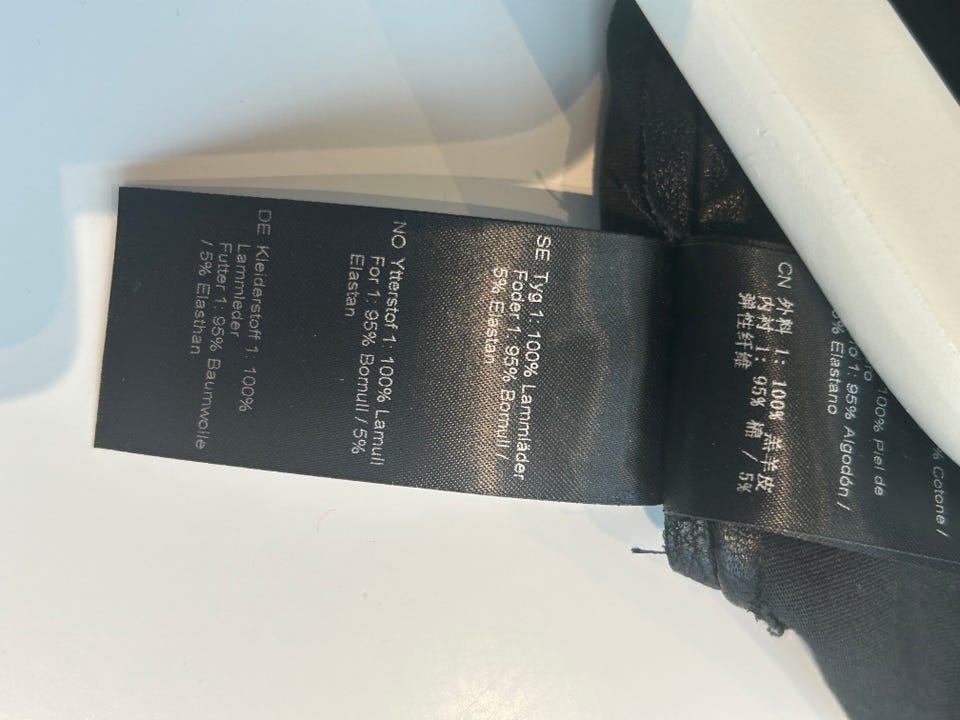 % Cotone /
100% Piel de
1: 95% Algodón /
5% Elastano
CN 外料 1: 100% 羔羊皮
内衬 1: 95% 棉 / 5%
弹性纤维
SE Tyg 1: 100% Lammläder
Foder 1: 95% Bomull /
5% Elastan
NO Ytterstof 1: 100% Lamull
For 1: 95% Bomull / 5%
Elastan
DE Kleiderstoff 1: 100%
Lammleder
Futter 1: 95% Baumwolle
/ 5% Elasthan